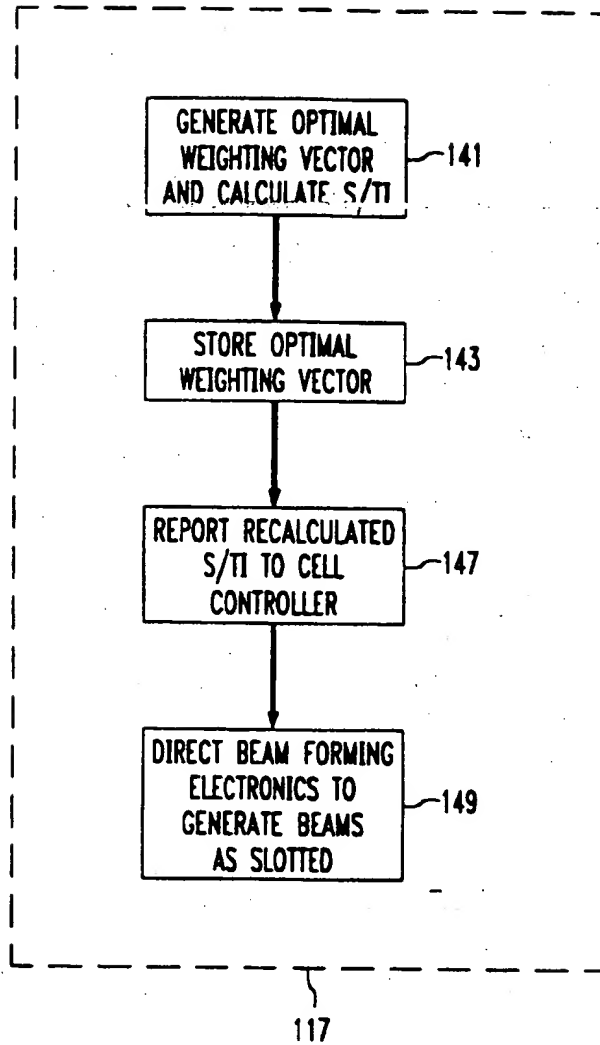 GENERATE OPTIMAL
WEIGHTING VECTOR
AND CALCULATE S/TI
141
STORE OPTIMAL
WEIGHTING VECTOR
143
REPORT RECALCULATED
S/TI TO CELL
CONTROLLER
147
DIRECT BEAM FORMING
ELECTRONICS TO
GENERATE BEAMS
AS SLOTTED
149
117